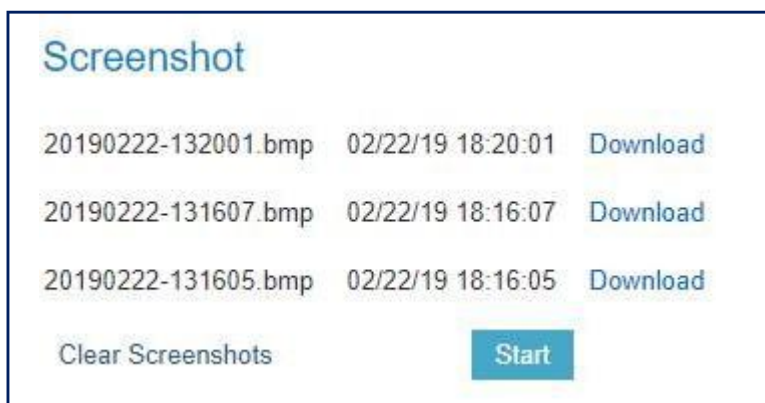 Screenshot
20190222-132001.bmp 02/22/19 18:20:01 Download
20190222-131607.bmp 02/22/19 18:16:07 Download
20190222-131605.bmp 02/22/19 18:16:05 Download
Clear Screenshots Start